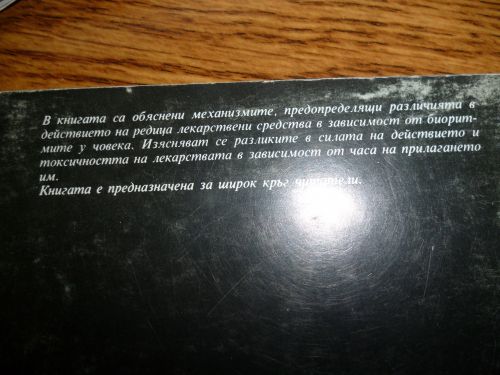 В книгата са обяснени механизмите, предопределящи различията в
действието на редица лекарствени средства в зависимост от биорит-
мите у човека. Изясняват се разликите в силата на действието и
токсичността на лекарствата в зависимост от часа на прилагането
им.
Книгата е предназначена за широк кръг читатели.